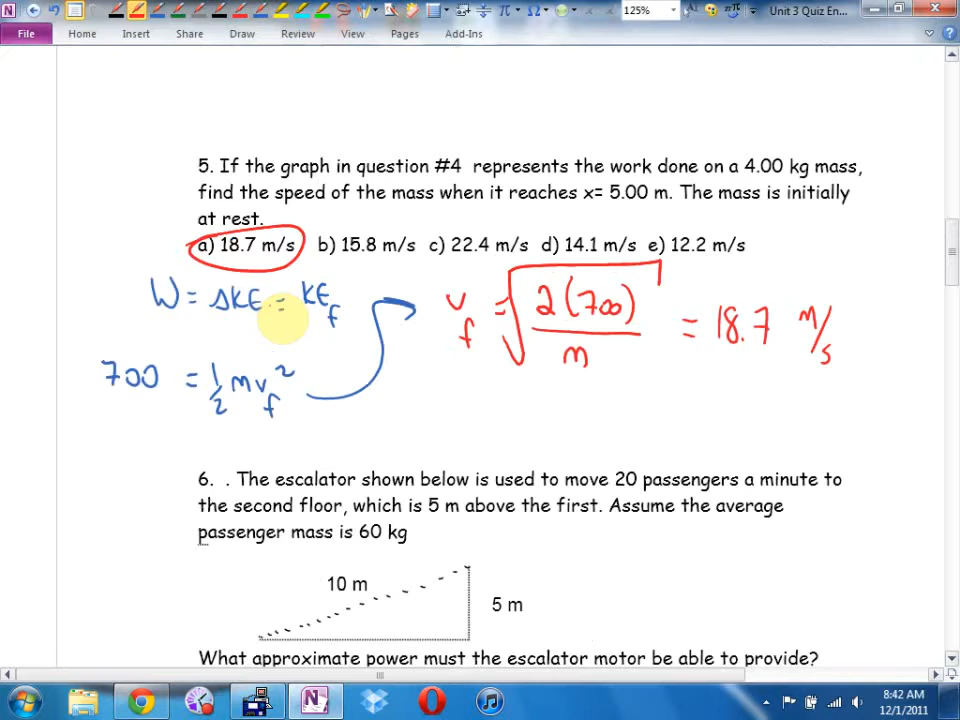 125%
Unit 3 Quiz En...
File Home Insert Share Draw Review View Pages Add-Ins
5. If the graph in question #4 represents the work done on a 4.00 kg mass,
find the speed of the mass when it reaches x= 5.00 m. The mass is initially
at rest.
a) 18.7 m/s b) 15.8 m/s c) 22.4 m/s d) 14.1 m/s e) 12.2 m/s
W = ΔKE = KE_f
700 = 1/2 mv_f²
v_f = √(2(700)/m) = 18.7 m/s
6. . The escalator shown below is used to move 20 passengers a minute to
the second floor, which is 5 m above the first. Assume the average
passenger mass is 60 kg
10 m
5 m
What approximate power must the escalator motor be able to provide?
8:42 AM
12/1/2011